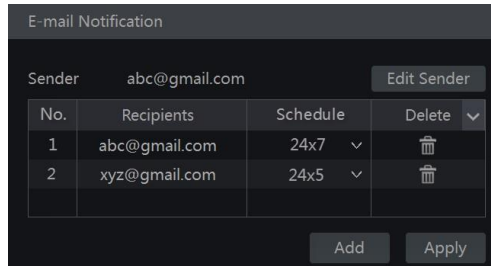 E-mail Notification
Sender abc@gmail.com Edit Sender
No. Recipients Schedule Delete
1 abc@gmail.com 24x7
2 xyz@gmail.com 24x5
Add Apply